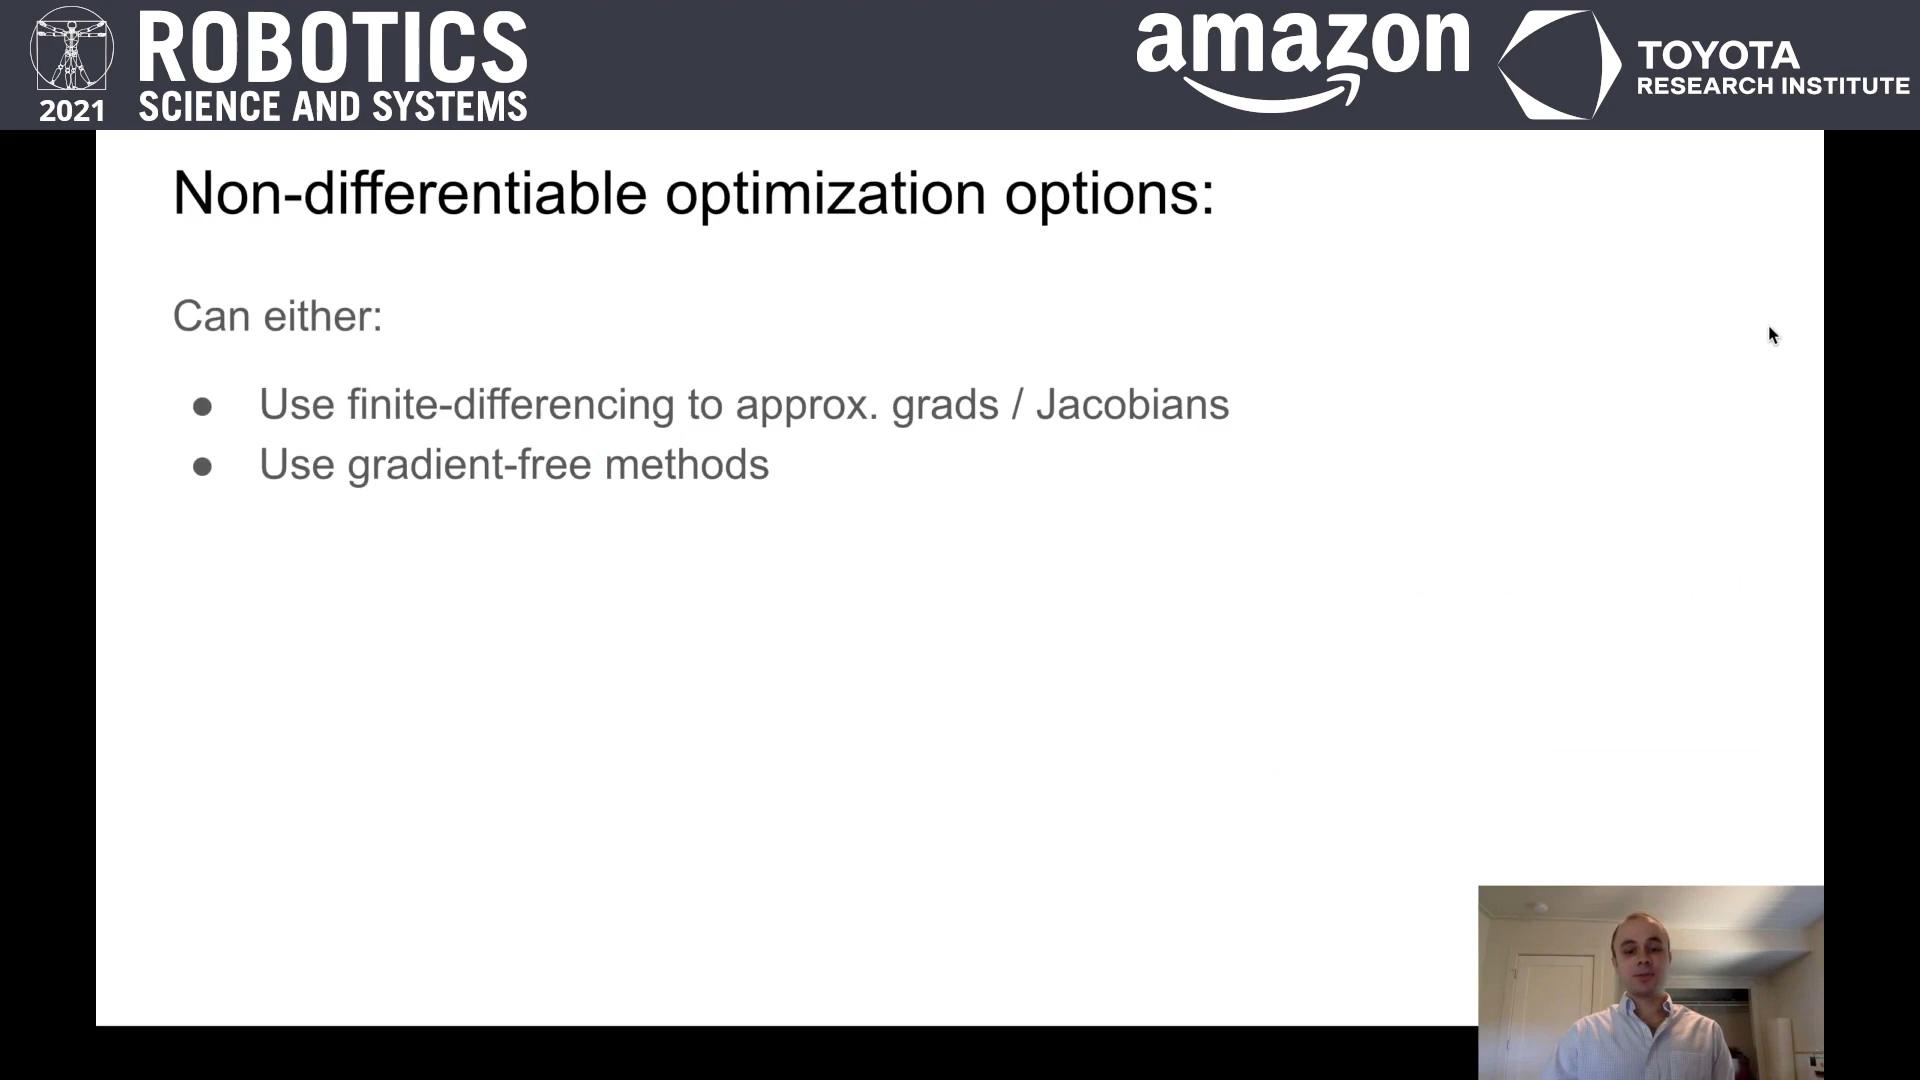 ROBOTICS
SCIENCE AND SYSTEMS
2021
amazon
TOYOTA
RESEARCH INSTITUTE
Non-differentiable optimization options:
Can either:
● Use finite-differencing to approx. grads / Jacobians
● Use gradient-free methods